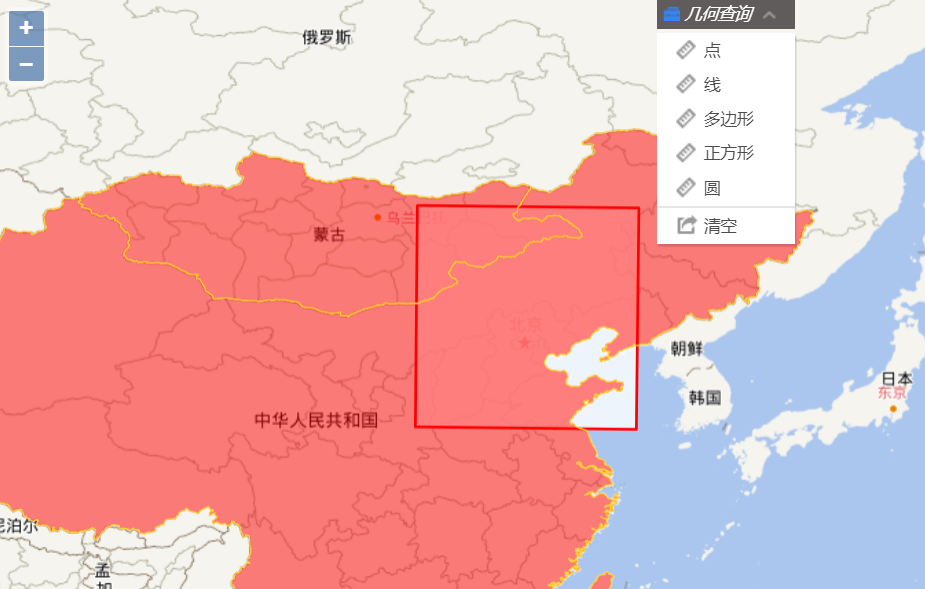 +
−
几何查询
点
线
多边形
正方形
圆
清空
俄罗斯
乌兰巴托
蒙古
北京
朝鲜
韩国
日本
东京
中华人民共和国
尼泊尔
孟
加